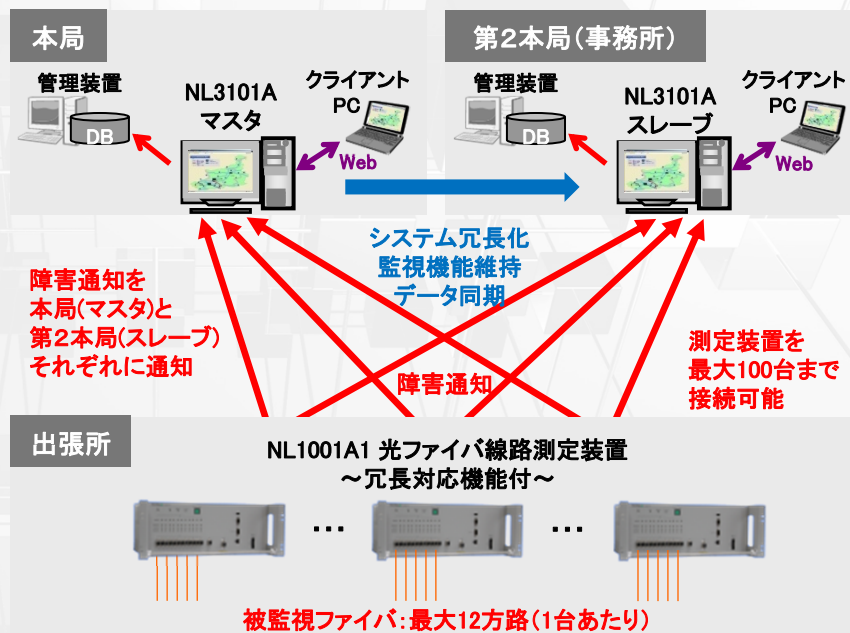 本局
管理装置
DB
NL3101A
マスタ
クライアント
PC
Web
第2本局(事務所)
管理装置
DB
NL3101A
スレーブ
クライアント
PC
Web
システム冗長化
監視機能維持
データ同期
障害通知を
本局(マスタ)と
第2本局(スレーブ)
それぞれに通知
障害通知
測定装置を
最大100台まで
接続可能
出張所
NL1001A1 光ファイバ線路測定装置
～冗長対応機能付～
…
…
被監視ファイバ：最大12方路(1台あたり)